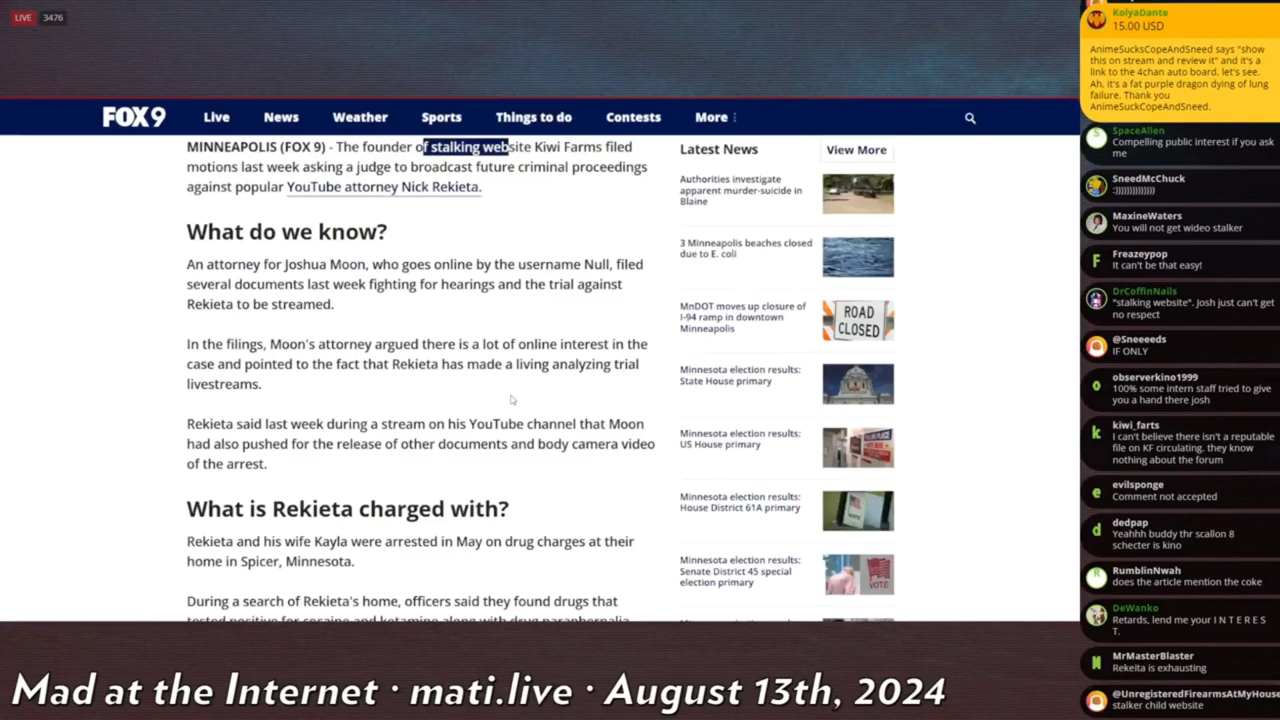 LIVE 3476
FOX 9
Live News Weather Sports Things to do Contests More
MINNEAPOLIS (FOX 9) - The founder of stalking website Kiwi Farms filed
motions last week asking a judge to broadcast future criminal proceedings
against popular YouTube attorney Nick Rekieta.
What do we know?
An attorney for Joshua Moon, who goes online by the username Null, filed
several documents last week fighting for hearings and the trial against
Rekieta to be streamed.
In the filings, Moon's attorney argued there is a lot of online interest in the
case and pointed to the fact that Rekieta has made a living analyzing trial
livestreams.
Rekieta said last week during a stream on his YouTube channel that Moon
had also pushed for the release of other documents and body camera video
of the arrest.
What is Rekieta charged with?
Rekieta and his wife Kayla were arrested in May on drug charges at their
home in Spicer, Minnesota.
During a search of Rekieta's home, officers said they found drugs that
tested positive for cocaine and ketamine along with drug paraphernalia
Latest News
View More
Authorities investigate
apparent murder-suicide in
Blaine
3 Minneapolis beaches closed
due to E. coli
MnDOT moves up closure of
I-94 ramp in downtown
Minneapolis
ROAD
CLOSED
Minnesota election results:
State House primary
Minnesota election results:
US House primary
Minnesota election results:
House District 61A primary
Minnesota election results:
Senate District 45 special
election primary
VOTE
KolyaDante
15.00 USD
AnimeSucksCopeAndSneed says "show
this on stream and review it" and it's a
link to the 4chan auto board, let's see.
Ah, it's a fat purple dragon dying of lung
failure. Thank you
AnimeSuckCopeAndSneed.
S
SpaceAllen
Compelling public interest if you ask
me
SneedMcChuck
:))))))))))))))
MaxineWaters
You will not get wideo stalker
F
Freazeypop
It can't be that easy!
DrCoffinNails
"stalking website". Josh just can't get
no respect
@Sneeeeds
IF ONLY
o
observerkino1999
100% some intern staff tried to give
you a hand there josh
k
kiwi_farts
I can't believe there isn't a reputable
file on KF circulating. they know
nothing about the forum
e
evilsponge
Comment not accepted
d
dedpap
Yeahhh buddy thr scallon 8
schecter is kino
R
RumblinNwah
does the article mention the coke
DeWanko
Retards, lend me your I N T E R E S
T.
M
MrMasterBlaster
Rekeita is exhausting
@UnregisteredFirearmsAtMyHouse
stalker child website
Mad at the Internet · mati.live · August 13th, 2024